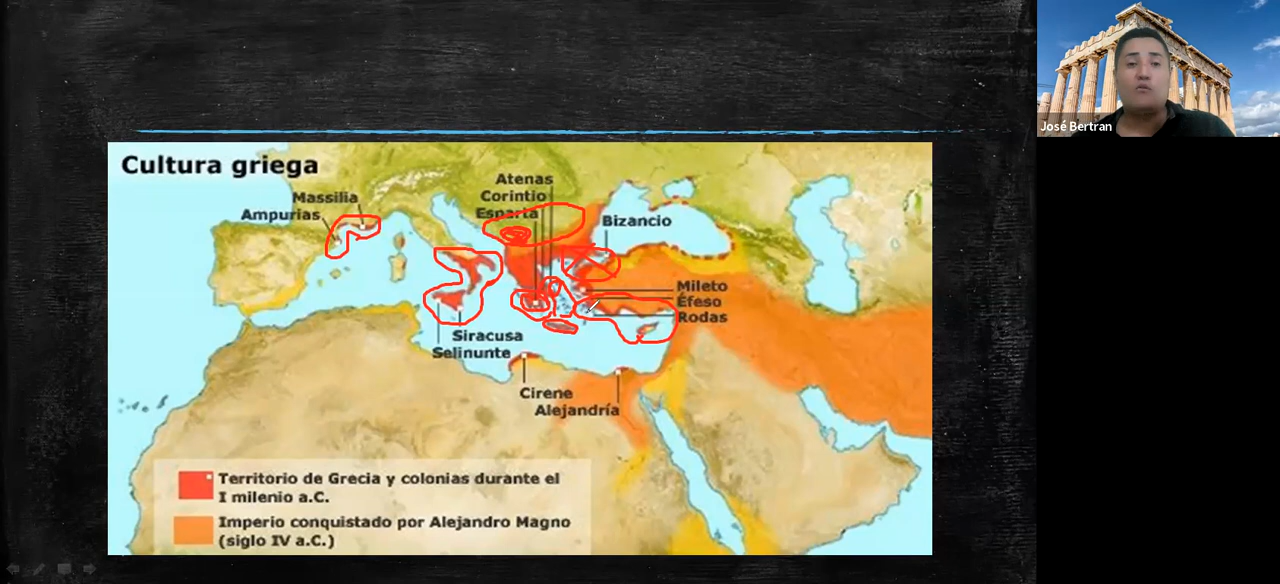 Cultura griega
Massilia
Ampurias
Atenas
Corintio
Esparta
Bizancio
Mileto
Éfeso
Rodas
Siracusa
Selinunte
Cirene
Alejandría
Territorio de Grecia y colonias durante el
I milenio a.C.
Imperio conquistado por Alejandro Magno
(siglo IV a.C.)
José Bertran